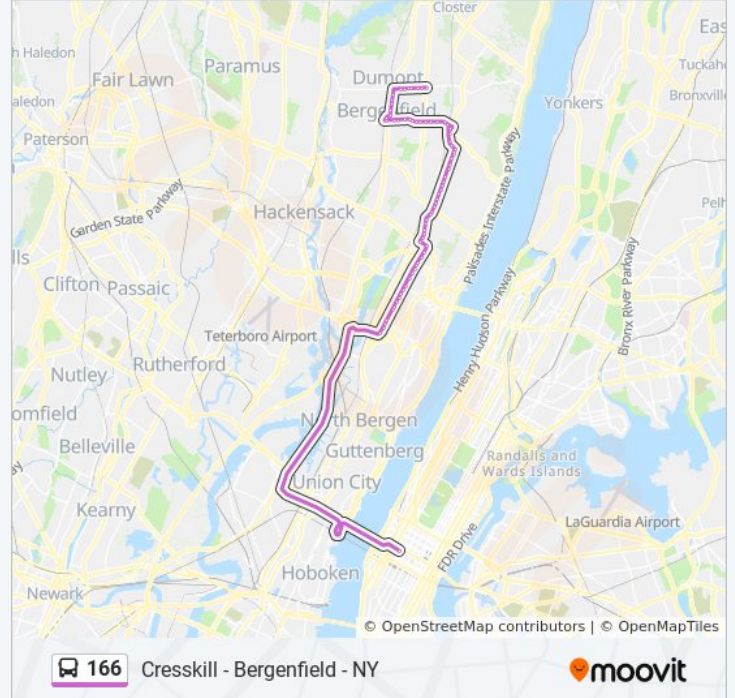 Closter
h Haledon
Fair Lawn
Paramus
Eas
Tuckah
Dumont
Bronxville
aledon
Bergenfield
Yonkers
Paterson
Palisades Interstate Parkway
Garden State Parkway
Hackensack
Pelh
lls
Clifton
Passaic
Henry Hudson Parkway
Bronx River Parkway
Teterboro Airport
Rutherford
Nutley
omfield
North Bergen
Belleville
Guttenberg
Randalls and
Wards Islands
ay
Union City
Kearny
LaGuardia Airport
FDR Drive
Hoboken
Newark
© OpenStreetMap contributors | © OpenMapTiles
166 Cresskill - Bergenfield - NY
moovit